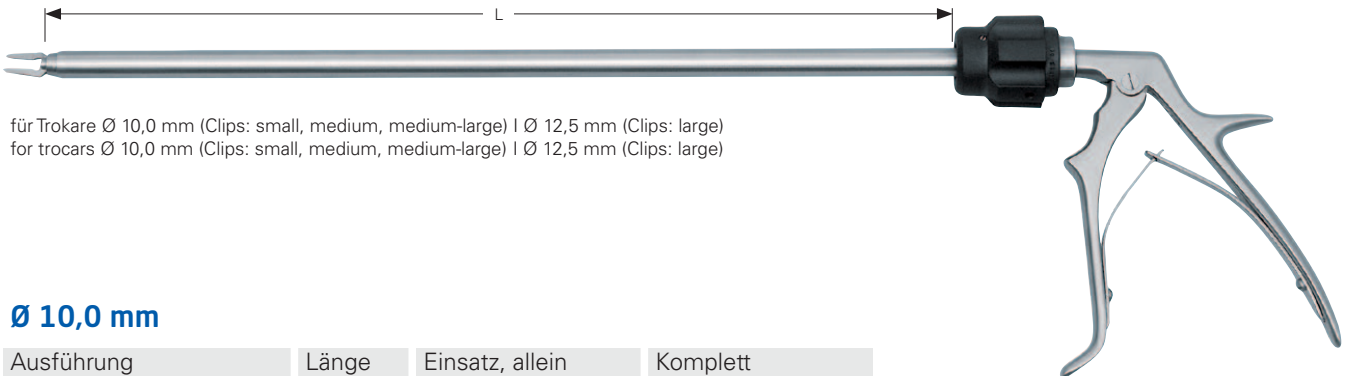 L
für Trokare Ø 10,0 mm (Clips: small, medium, medium-large) l Ø 12,5 mm (Clips: large)
for trocars Ø 10,0 mm (Clips: small, medium, medium-large) l Ø 12,5 mm (Clips: large)
Ø 10,0 mm
Ausführung Länge Einsatz, allein Komplett